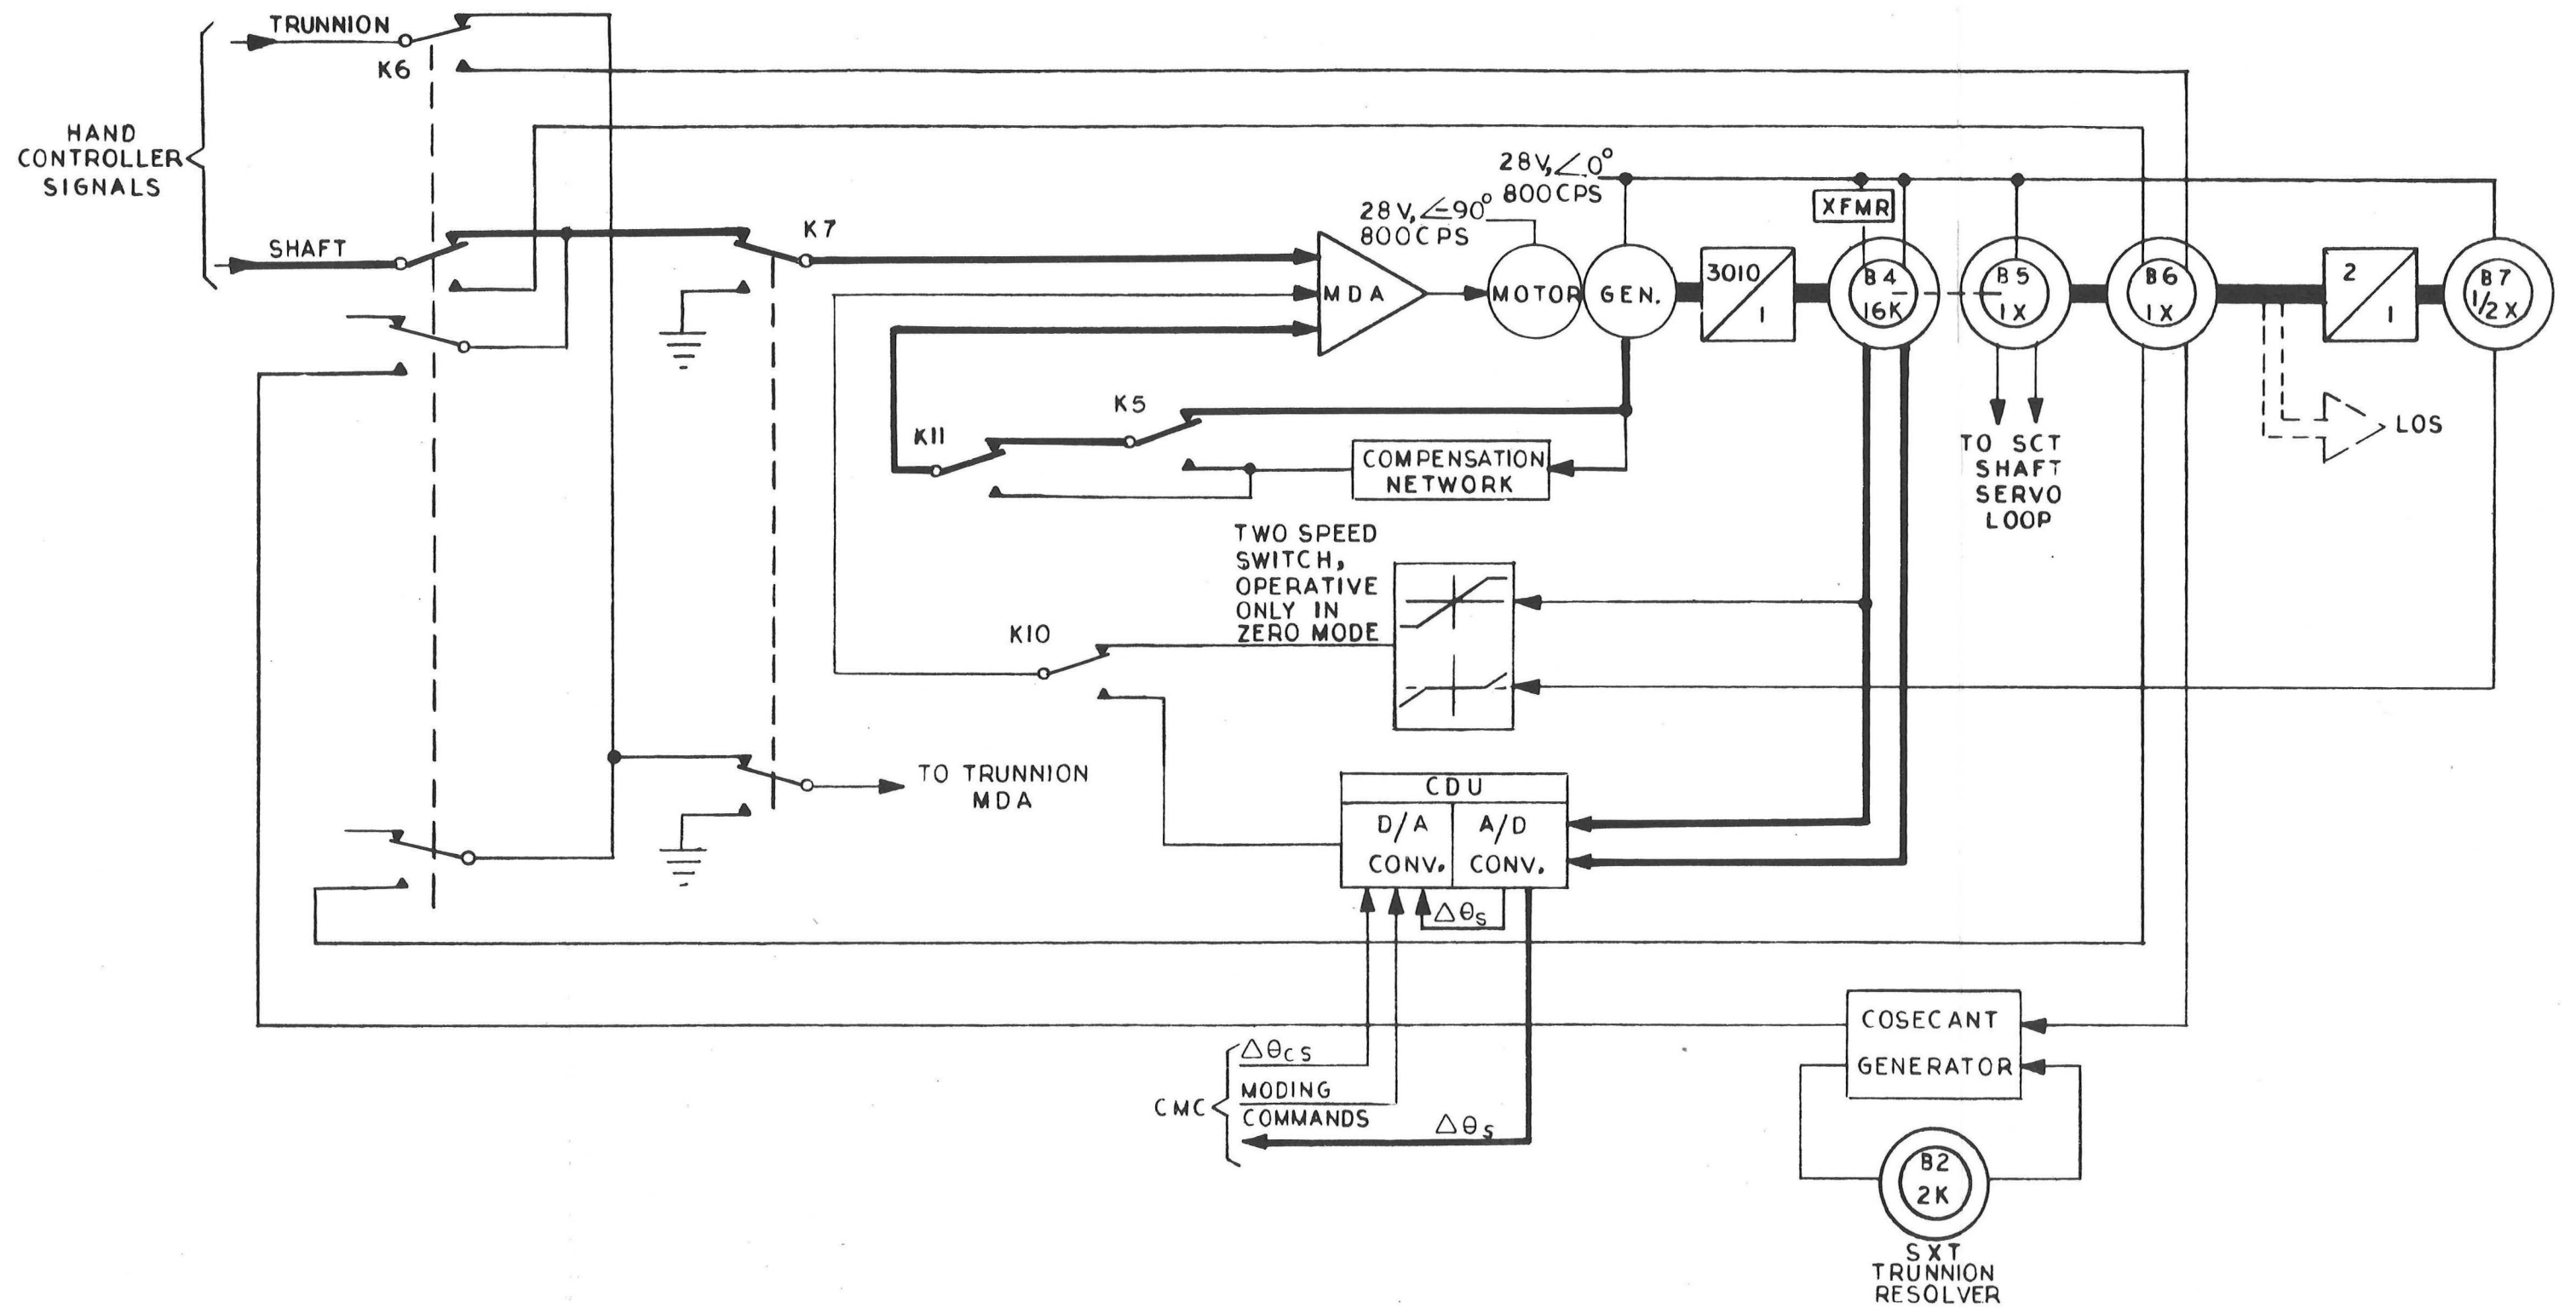 TRUNNION
K6
HAND
CONTROLLER
SIGNALS
SHAFT
K7
28V,∠0°
800CPS
28V,∠-90°
800CPS
XFMR
MDA
MOTOR
GEN.
3010
1
B4
16K
B5
1X
B6
1X
2
1
B7
1/2X
K5
K11
COMPENSATION
NETWORK
TO SCT
SHAFT
SERVO
LOOP
LOS
TWO SPEED
SWITCH,
OPERATIVE
ONLY IN
ZERO MODE
K10
TO TRUNNION
MDA
CDU
D/A
CONV.
A/D
CONV.
ΔθS
CMC
ΔθCS
MODING
COMMANDS
ΔθS
COSECANT
GENERATOR
B2
2K
SXT
TRUNNION
RESOLVER